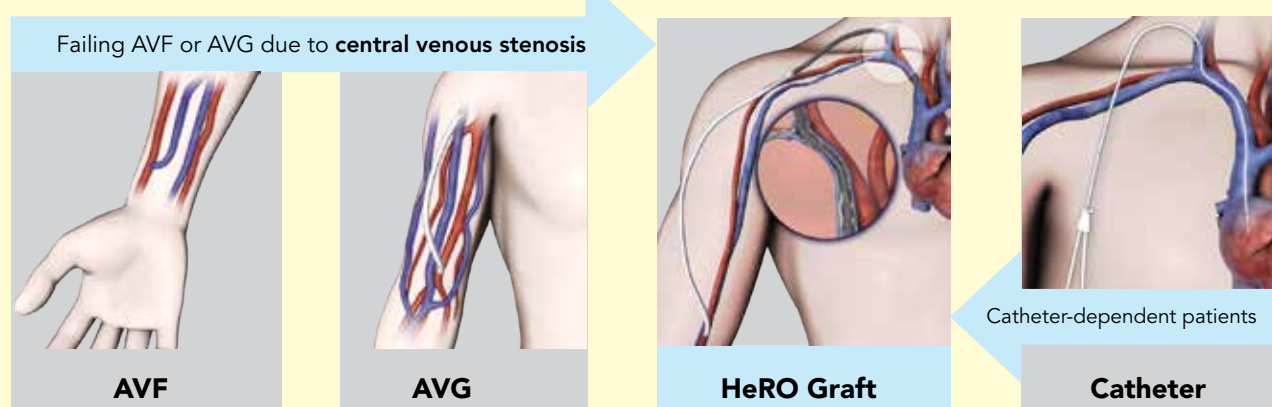 Failing AVF or AVG due to central venous stenosis
Catheter-dependent patients
AVF
AVG
HeRO Graft
Catheter